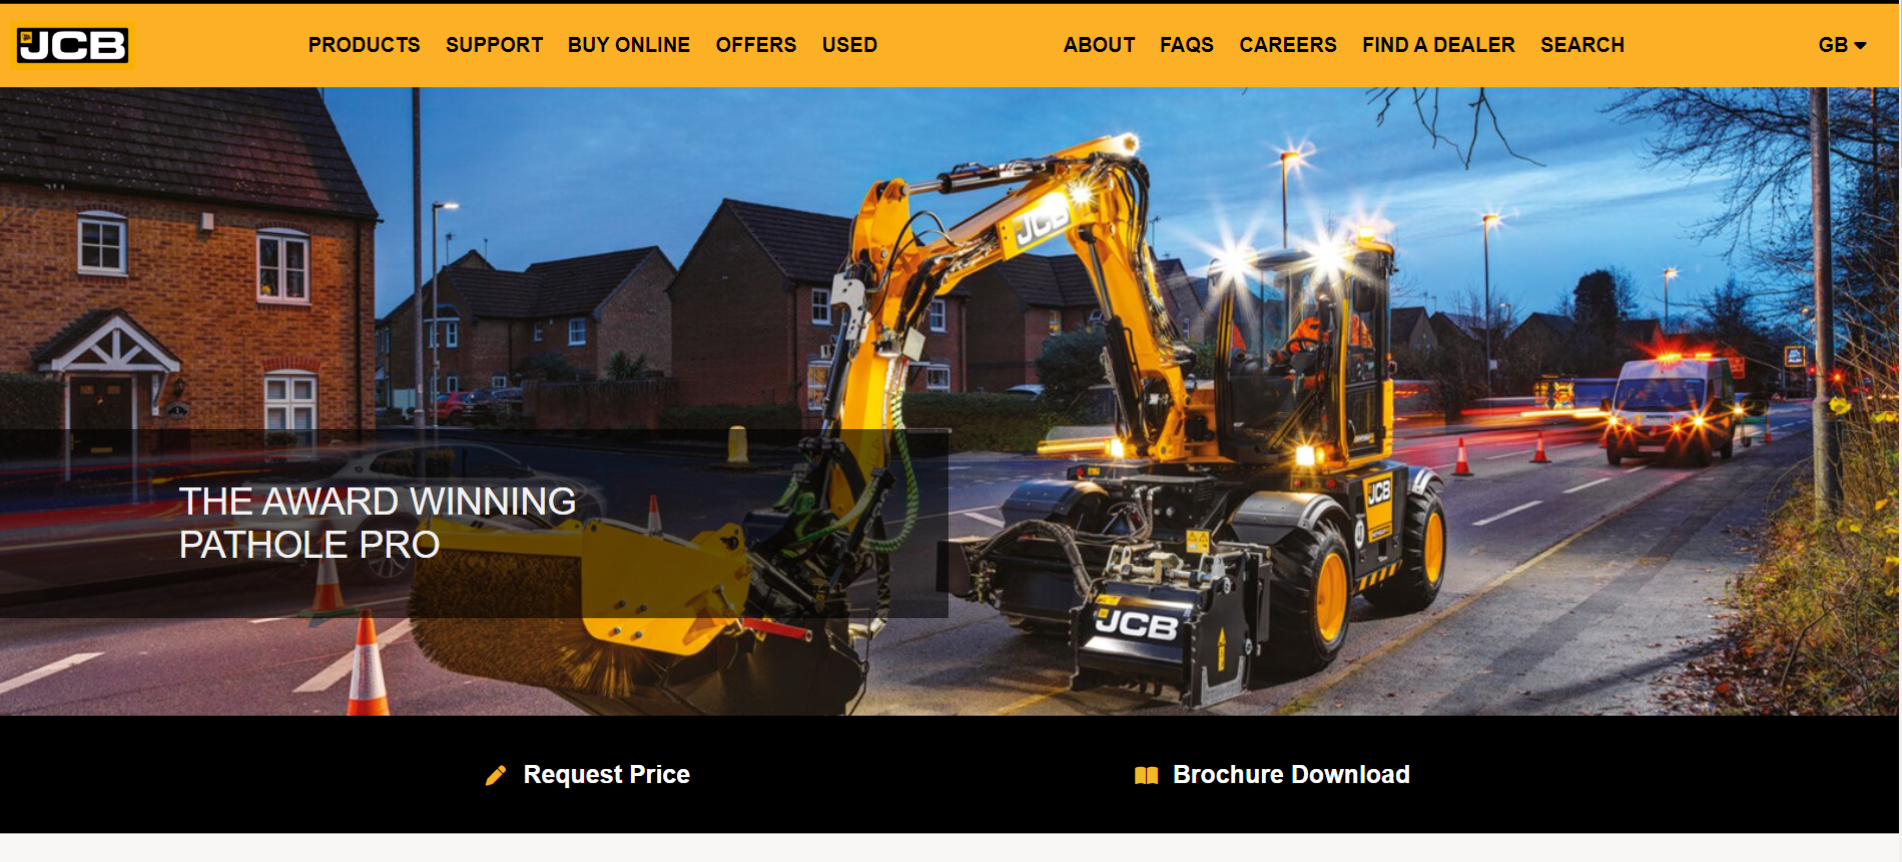 JCB
PRODUCTS SUPPORT BUY ONLINE OFFERS USED ABOUT FAQS CAREERS FIND A DEALER SEARCH GB
JCB
JCB
THE AWARD WINNING
PATHOLE PRO
JCB
Request Price Brochure Download